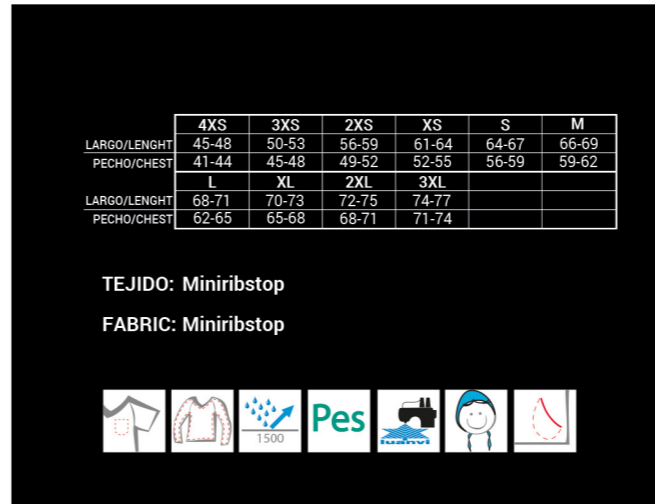 4XS 3XS 2XS XS S M
LARGO/LENGHT 45-48 50-53 56-59 61-64 64-67 66-69
PECHO/CHEST 41-44 45-48 49-52 52-55 56-59 59-62
L XL 2XL 3XL
LARGO/LENGHT 68-71 70-73 72-75 74-77
PECHO/CHEST 62-65 65-68 68-71 71-74
TEJIDO: Miniribstop
FABRIC: Miniribstop
1500 Pes luanvi